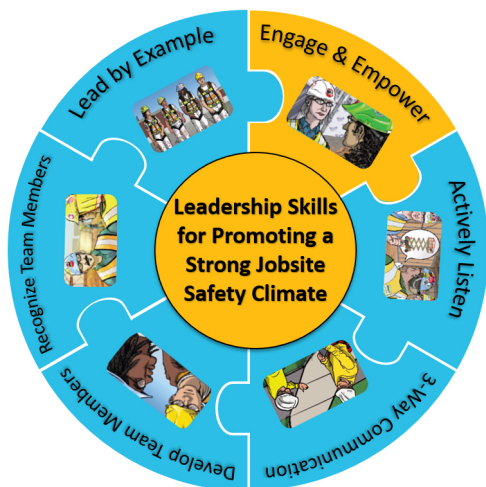 Leadership Skills
for Promoting a
Strong Jobsite
Safety Climate
Lead by Example
Engage & Empower
Actively Listen
3-Way Communication
Develop Team Members
Recognize Team Members